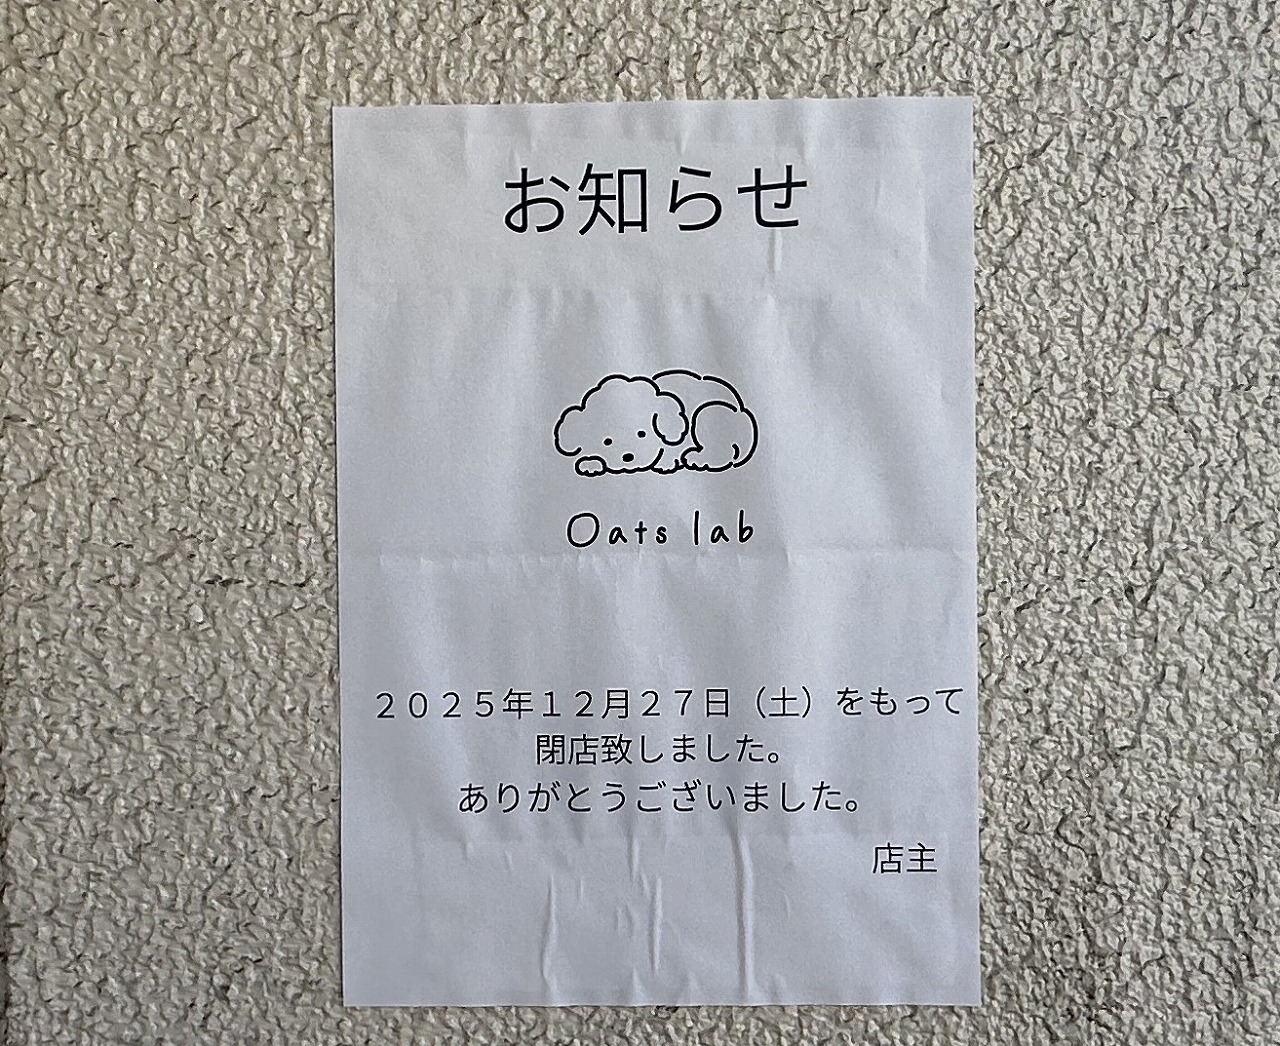 お知らせ
Oats lab
２０２５年１２月２７日（土）をもって
閉店致しました。
ありがとうございました。
店主